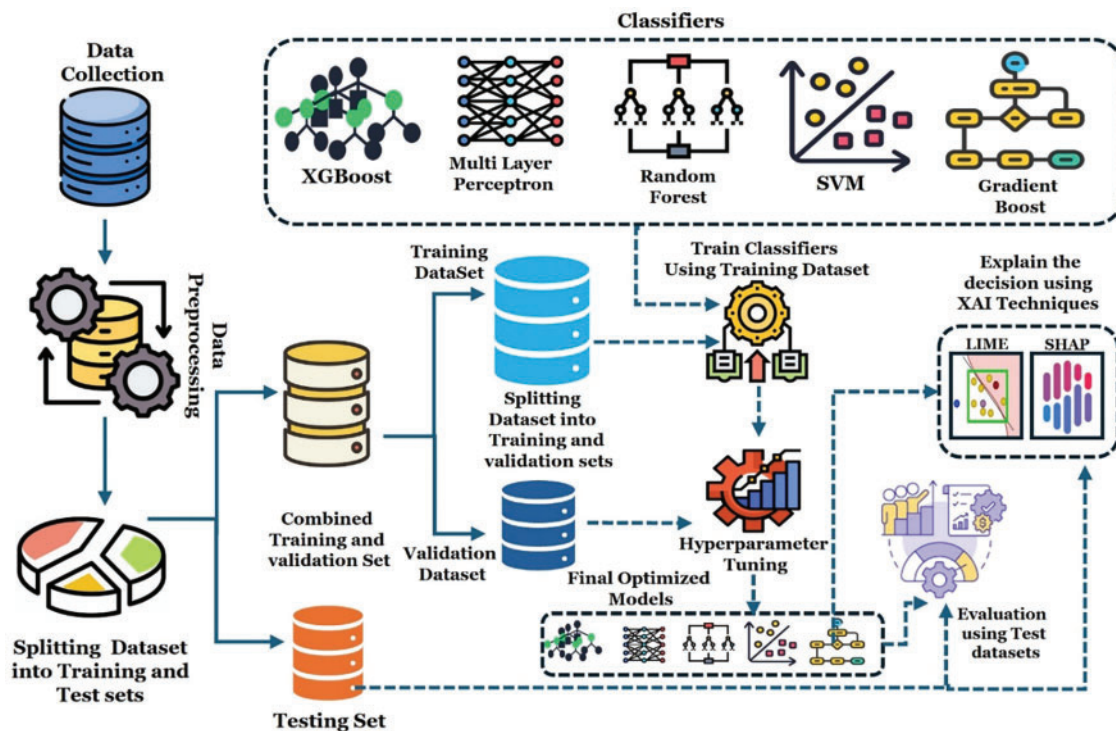 Classifiers
Data
Collection
XGBoost
Multi Layer
Perceptron
Random
Forest
SVM
Gradient
Boost
Data
Preprocessing
Training
DataSet
Train Classifiers
Using Training Dataset
Explain the
decision using
XAI Techniques
LIME
SHAP
Splitting
Dataset into
Training and
validation sets
Combined
Training and
validation Set
Validation
Dataset
Hyperparameter
Tuning
Final Optimized
Models
Evaluation
using Test
datasets
Splitting Dataset
into Training and
Test sets
Testing Set